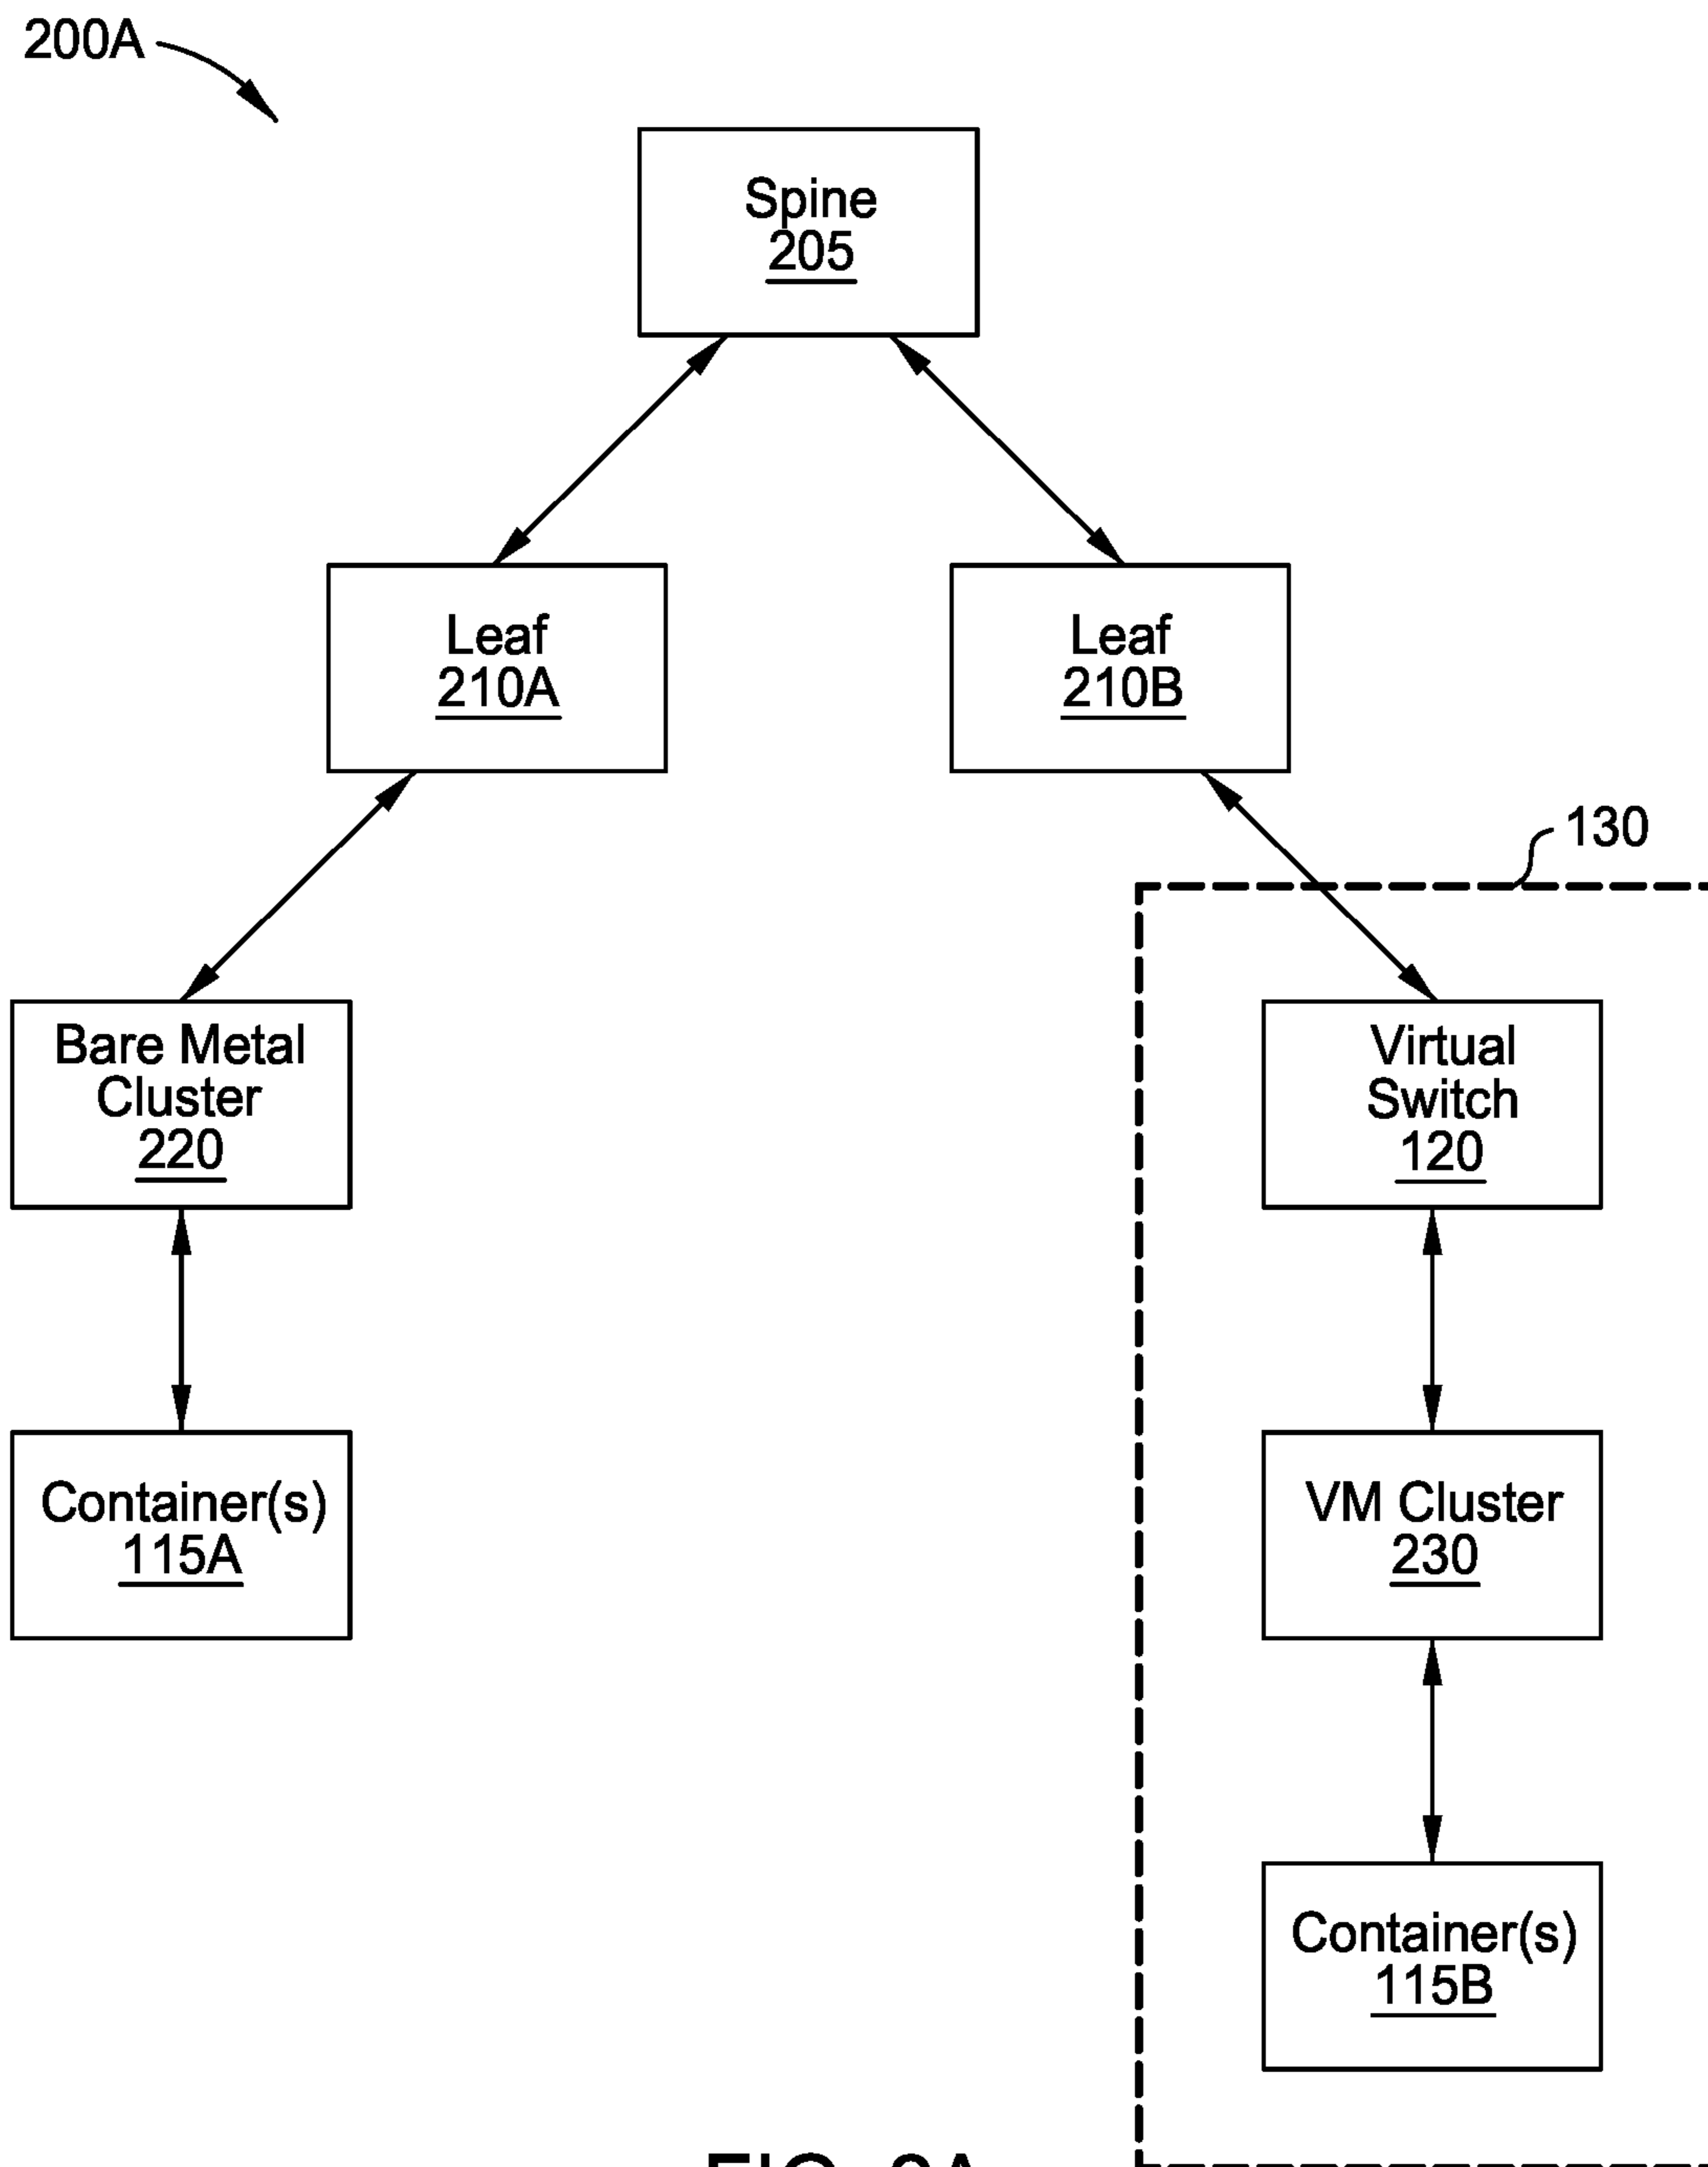 200A
Spine
205
Leaf
210A
Leaf
210B
130
Bare Metal
Cluster
220
Virtual
Switch
120
Container(s)
115A
VM Cluster
230
Container(s)
115B